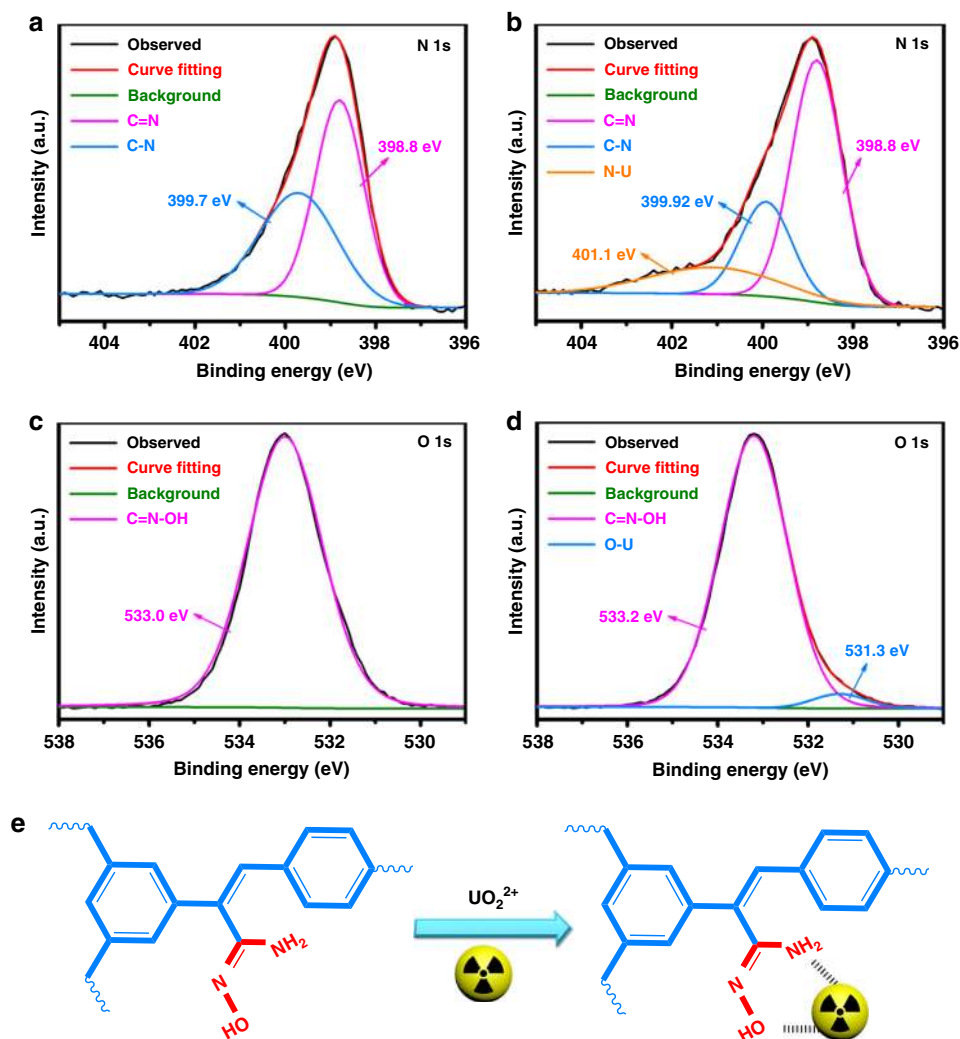 a
N 1s
Observed
Curve fitting
Background
C=N
C-N
398.8 eV
399.7 eV
Intensity (a.u.)
404 402 400 398 396
Binding energy (eV)
b
N 1s
Observed
Curve fitting
Background
C=N
C-N
N-U
398.8 eV
399.92 eV
401.1 eV
Intensity (a.u.)
404 402 400 398 396
Binding energy (eV)
c
O 1s
Observed
Curve fitting
Background
C=N-OH
533.0 eV
Intensity (a.u.)
538 536 534 532 530
Binding energy (eV)
d
O 1s
Observed
Curve fitting
Background
C=N-OH
O-U
533.2 eV
531.3 eV
Intensity (a.u.)
538 536 534 532 530
Binding energy (eV)
e
NH₂
N
HO
UO₂²⁺
NH₂
N
HO